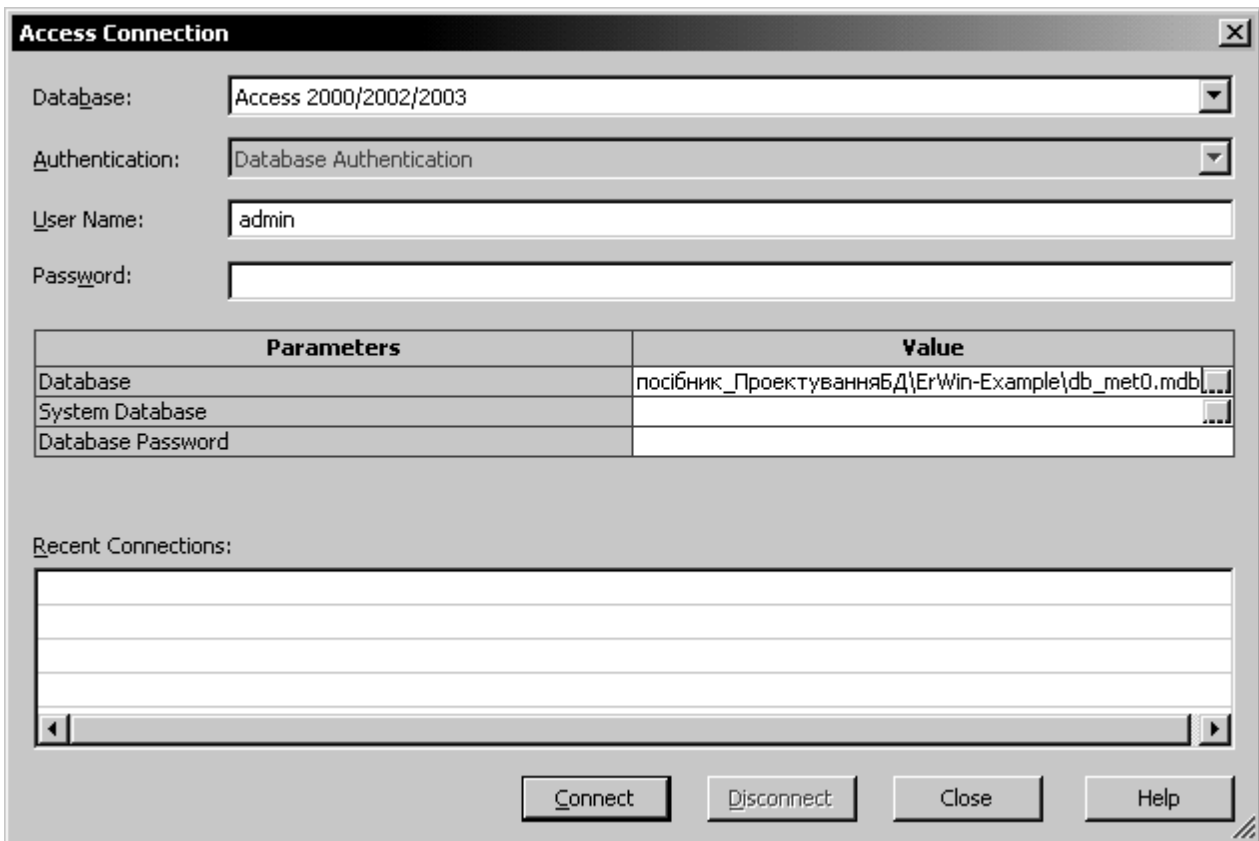 Access Connection
Database: Access 2000/2002/2003
Authentication: Database Authentication
User Name: admin
Password:
Parameters Value
Database посібник_ПроектуванняБД\ErWin-Example\db_met0.mdb ...
System Database ...
Database Password
Recent Connections:
Connect Disconnect Close Help